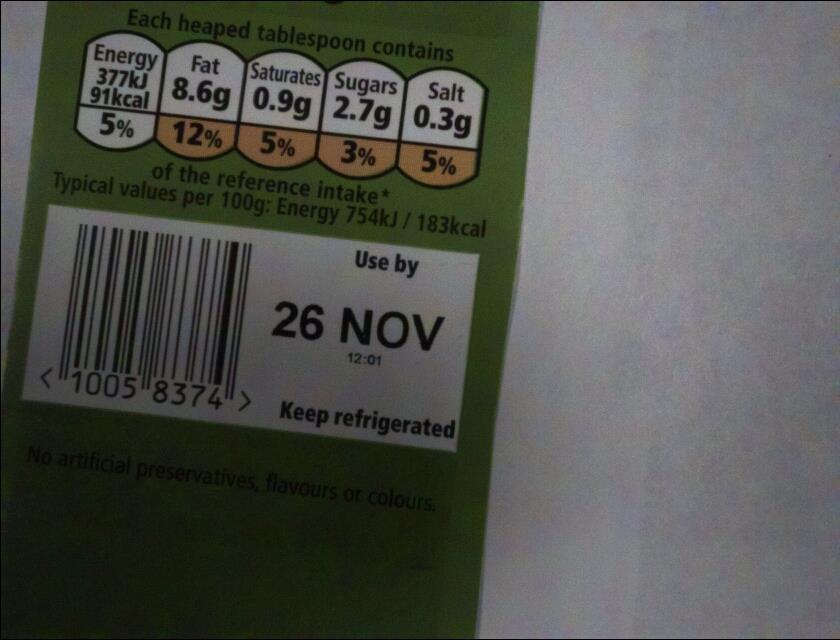 Each heaped tablespoon contains
Energy 377kJ 91kcal 5%
Fat 8.6g 12%
Saturates 0.9g 5%
Sugars 2.7g 3%
Salt 0.3g 5%
of the reference intake*
Typical values per 100g: Energy 754kJ / 183kcal
Use by
26 NOV
12:01
Keep refrigerated
< 1005 8374 >
No artificial preservatives, flavours or colours.